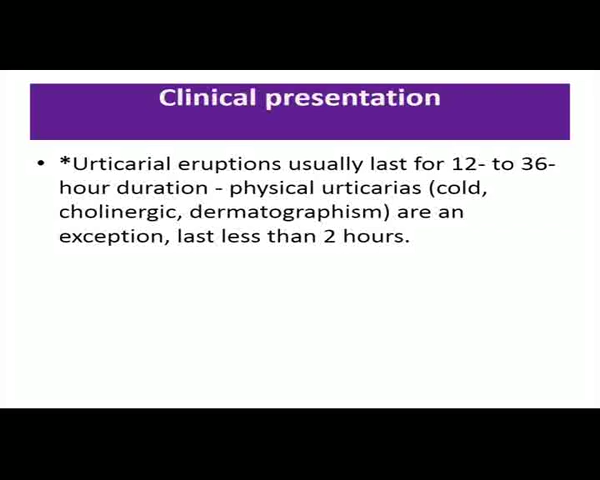 Clinical presentation
• *Urticarial eruptions usually last for 12- to 36-
hour duration - physical urticarias (cold,
cholinergic, dermatographism) are an
exception, last less than 2 hours.